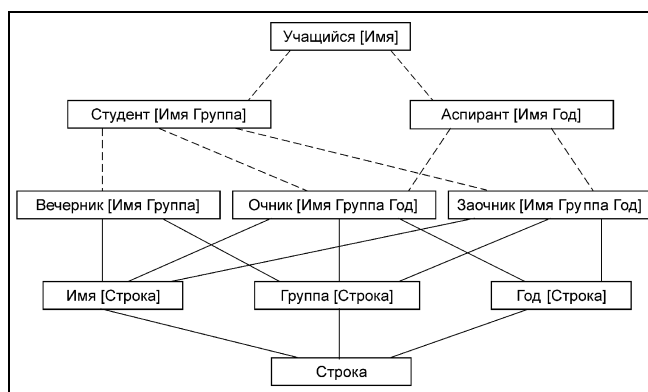 Учащийся [Имя]
Студент [Имя Группа]
Аспирант [Имя Год]
Вечерник [Имя Группа]
Очник [Имя Группа Год]
Заочник [Имя Группа Год]
Имя [Строка]
Группа [Строка]
Год [Строка]
Строка